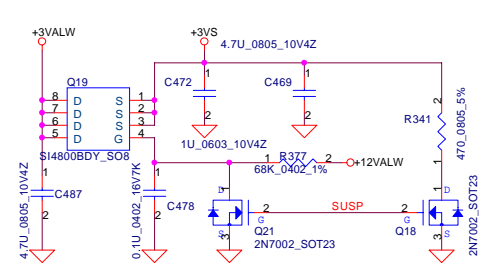 +3VALW
+3VS
4.7U_0805_10V4Z
Q19
C472
C469
1
1
2
2
2
8 D S 1
7 D S 2
6 D S 3
5 D G 4
SI4800BDY_SO8
1U_0603_10V4Z
R341
470_0805_5%
1
1 R377 2
68K_0402_1%
+12VALW
1
C487
2
4.7U_0805_10V4Z
1
C478
2
0.1U_0402_16V7K
1
D
2
G
S
3
Q21
2N7002_SOT23
SUSP
1
D
2
G
S
3
Q18
2N7002_SOT23